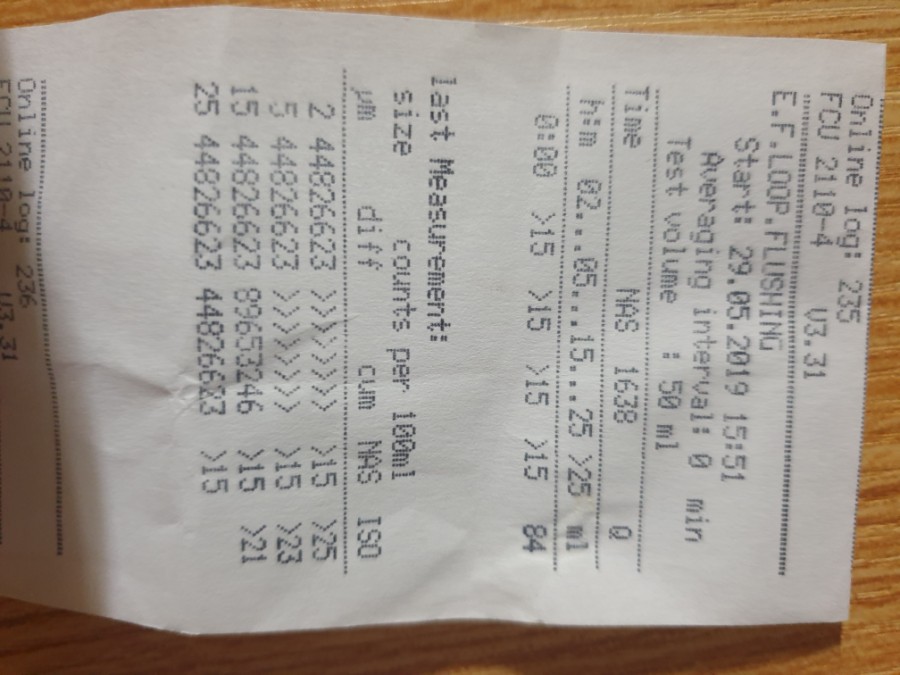 Online log: 235
FCU 2110-4 V3.31
E.F.LOOP.FLUSHING
Start: 29.05.2019 15:51
Averaging interval: 0 min
Test volume : 50 ml
Time NAS 1638 Q
h:m 02..05...15...25 >25 ml
0:00 >15 >15 >15 >15 84
last Measurement:
size counts per 100ml
µm diff cum NAS ISO
2 44826623 >>>>>>>> >15 >25
5 44826623 >>>>>>>> >15 >23
15 44826623 89653246 >15 >21
25 44826623 44826623 >15
Online log: 236
FCU 2110-4 V3.31